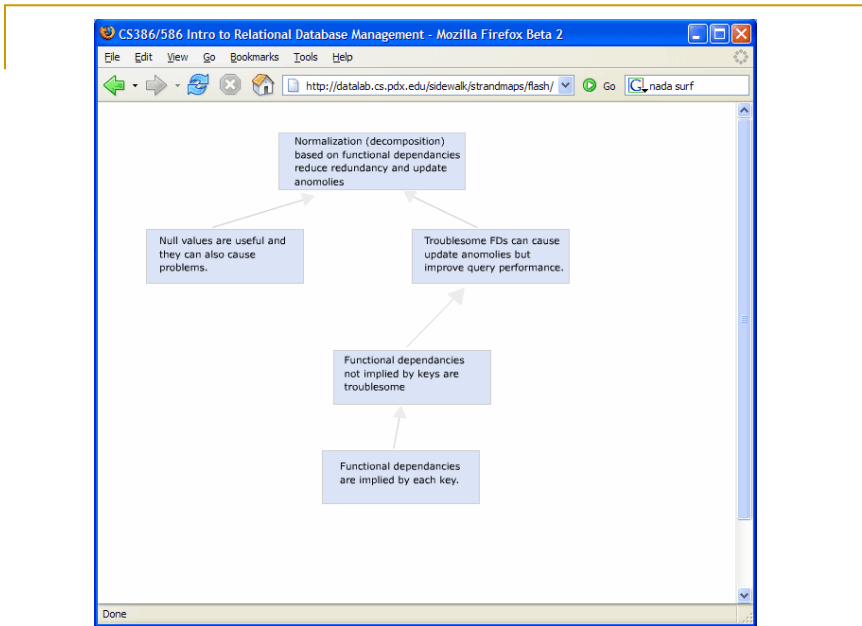 CS386/586 Intro to Relational Database Management - Mozilla Firefox Beta 2
File Edit View Go Bookmarks Tools Help
http://datalab.cs.pdx.edu/sidewalk/strandmaps/flash/ Go G nada surf
Normalization (decomposition)
based on functional dependancies
reduce redundancy and update
anomolies
Null values are useful and
they can also cause
problems.
Troublesome FDs can cause
update anomolies but
improve query performance.
Functional dependancies
not implied by keys are
troublesome
Functional dependancies
are implied by each key.
Done